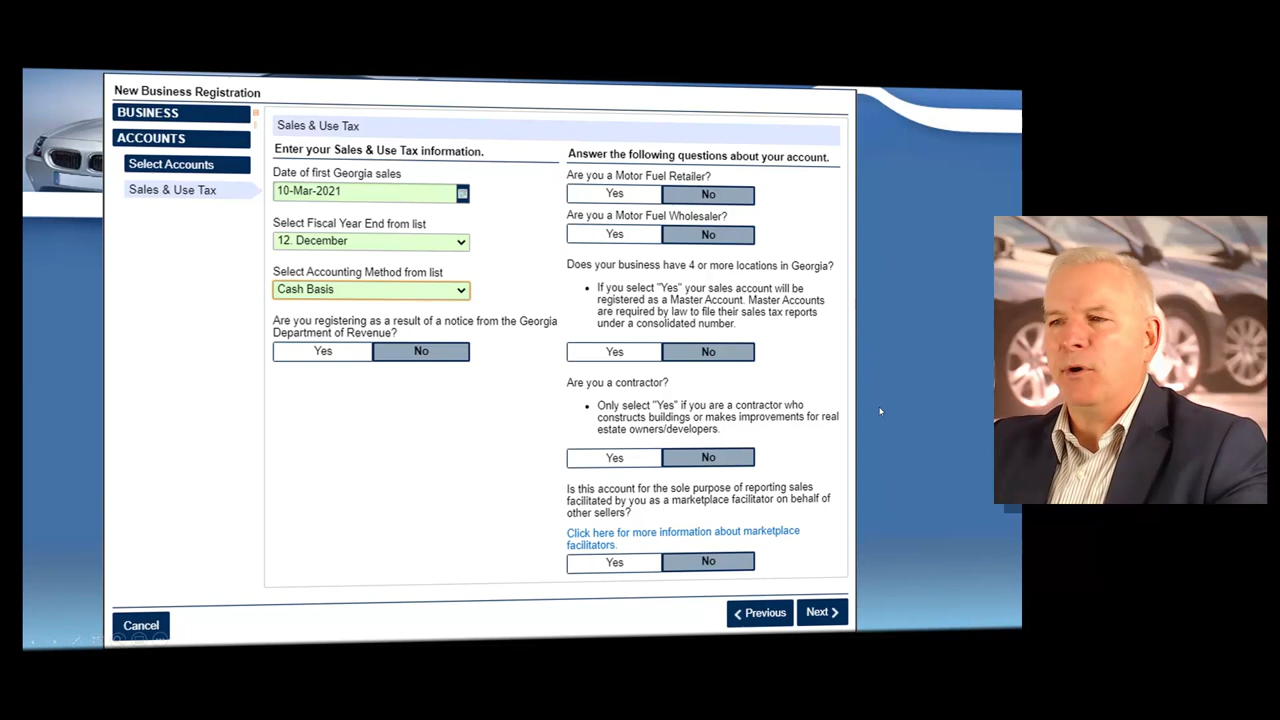 New Business Registration
BUSINESS
ACCOUNTS
Select Accounts
Sales & Use Tax
Sales & Use Tax
Enter your Sales & Use Tax information.
Date of first Georgia sales
10-Mar-2021
Select Fiscal Year End from list
12. December
Select Accounting Method from list
Cash Basis
Are you registering as a result of a notice from the Georgia
Department of Revenue?
Yes No
Answer the following questions about your account.
Are you a Motor Fuel Retailer?
Yes No
Are you a Motor Fuel Wholesaler?
Yes No
Does your business have 4 or more locations in Georgia?
• If you select "Yes" your sales account will be
registered as a Master Account. Master Accounts
are required by law to file their sales tax reports
under a consolidated number.
Yes No
Are you a contractor?
• Only select "Yes" if you are a contractor who
constructs buildings or makes improvements for real
estate owners/developers.
Yes No
Is this account for the sole purpose of reporting sales
facilitated by you as a marketplace facilitator on behalf of
other sellers?
Click here for more information about marketplace
facilitators.
Yes No
Cancel
Previous Next